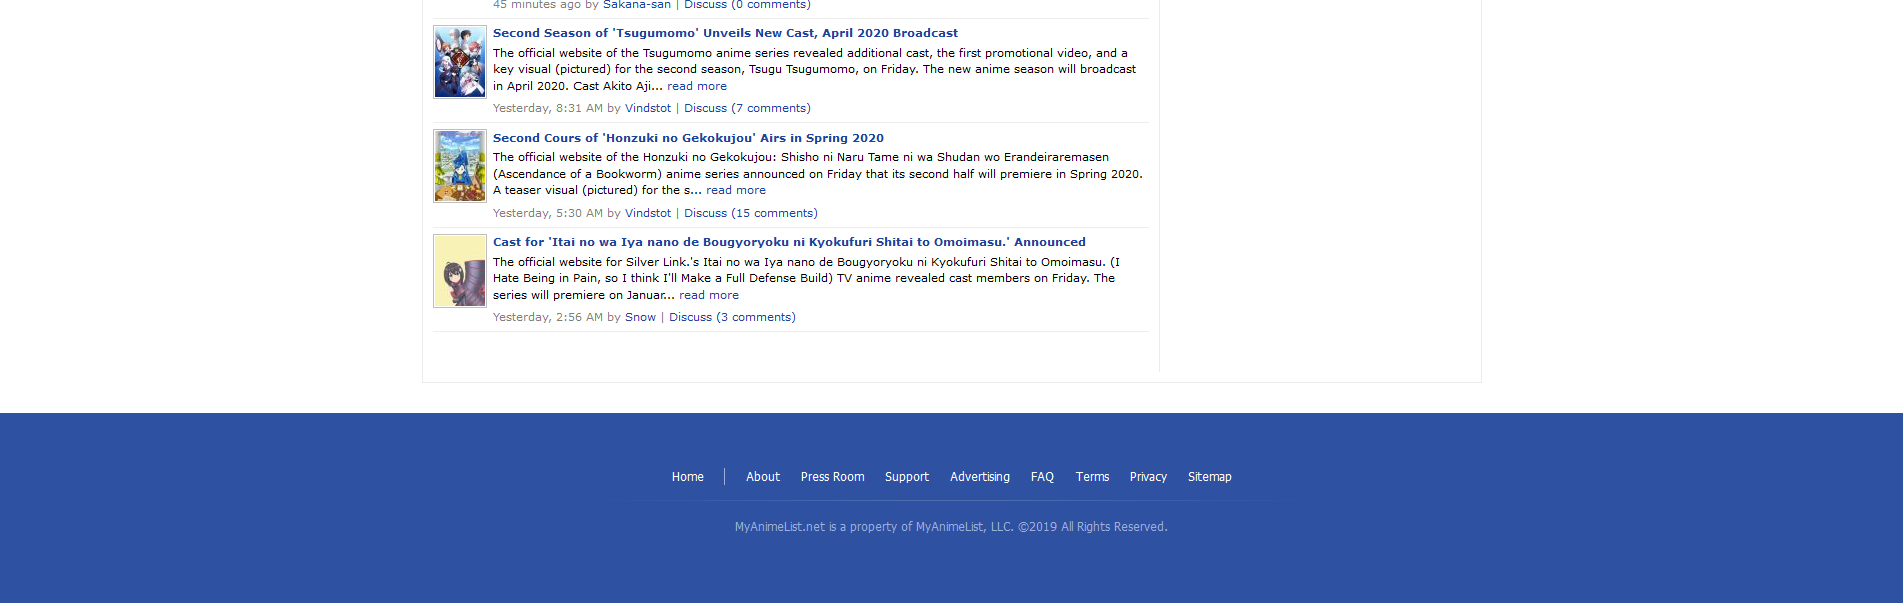 45 minutes ago by Sakana-san | Discuss (0 comments)
Second Season of 'Tsugumomo' Unveils New Cast, April 2020 Broadcast
The official website of the Tsugumomo anime series revealed additional cast, the first promotional video, and a
key visual (pictured) for the second season, Tsugu Tsugumomo, on Friday. The new anime season will broadcast
in April 2020. Cast Akito Aji... read more
Yesterday, 8:31 AM by Vindstot | Discuss (7 comments)
Second Cours of 'Honzuki no Gekokujou' Airs in Spring 2020
The official website of the Honzuki no Gekokujou: Shisho ni Naru Tame ni wa Shudan wo Erandeiraremasen
(Ascendance of a Bookworm) anime series announced on Friday that its second half will premiere in Spring 2020.
A teaser visual (pictured) for the s... read more
Yesterday, 5:30 AM by Vindstot | Discuss (15 comments)
Cast for 'Itai no wa Iya nano de Bougyoryoku ni Kyokufuri Shitai to Omoimasu.' Announced
The official website for Silver Link.'s Itai no wa Iya nano de Bougyoryoku ni Kyokufuri Shitai to Omoimasu. (I
Hate Being in Pain, so I think I'll Make a Full Defense Build) TV anime revealed cast members on Friday. The
series will premiere on Januar... read more
Yesterday, 2:56 AM by Snow | Discuss (3 comments)
Home | About Press Room Support Advertising FAQ Terms Privacy Sitemap
MyAnimeList.net is a property of MyAnimeList, LLC. ©2019 All Rights Reserved.